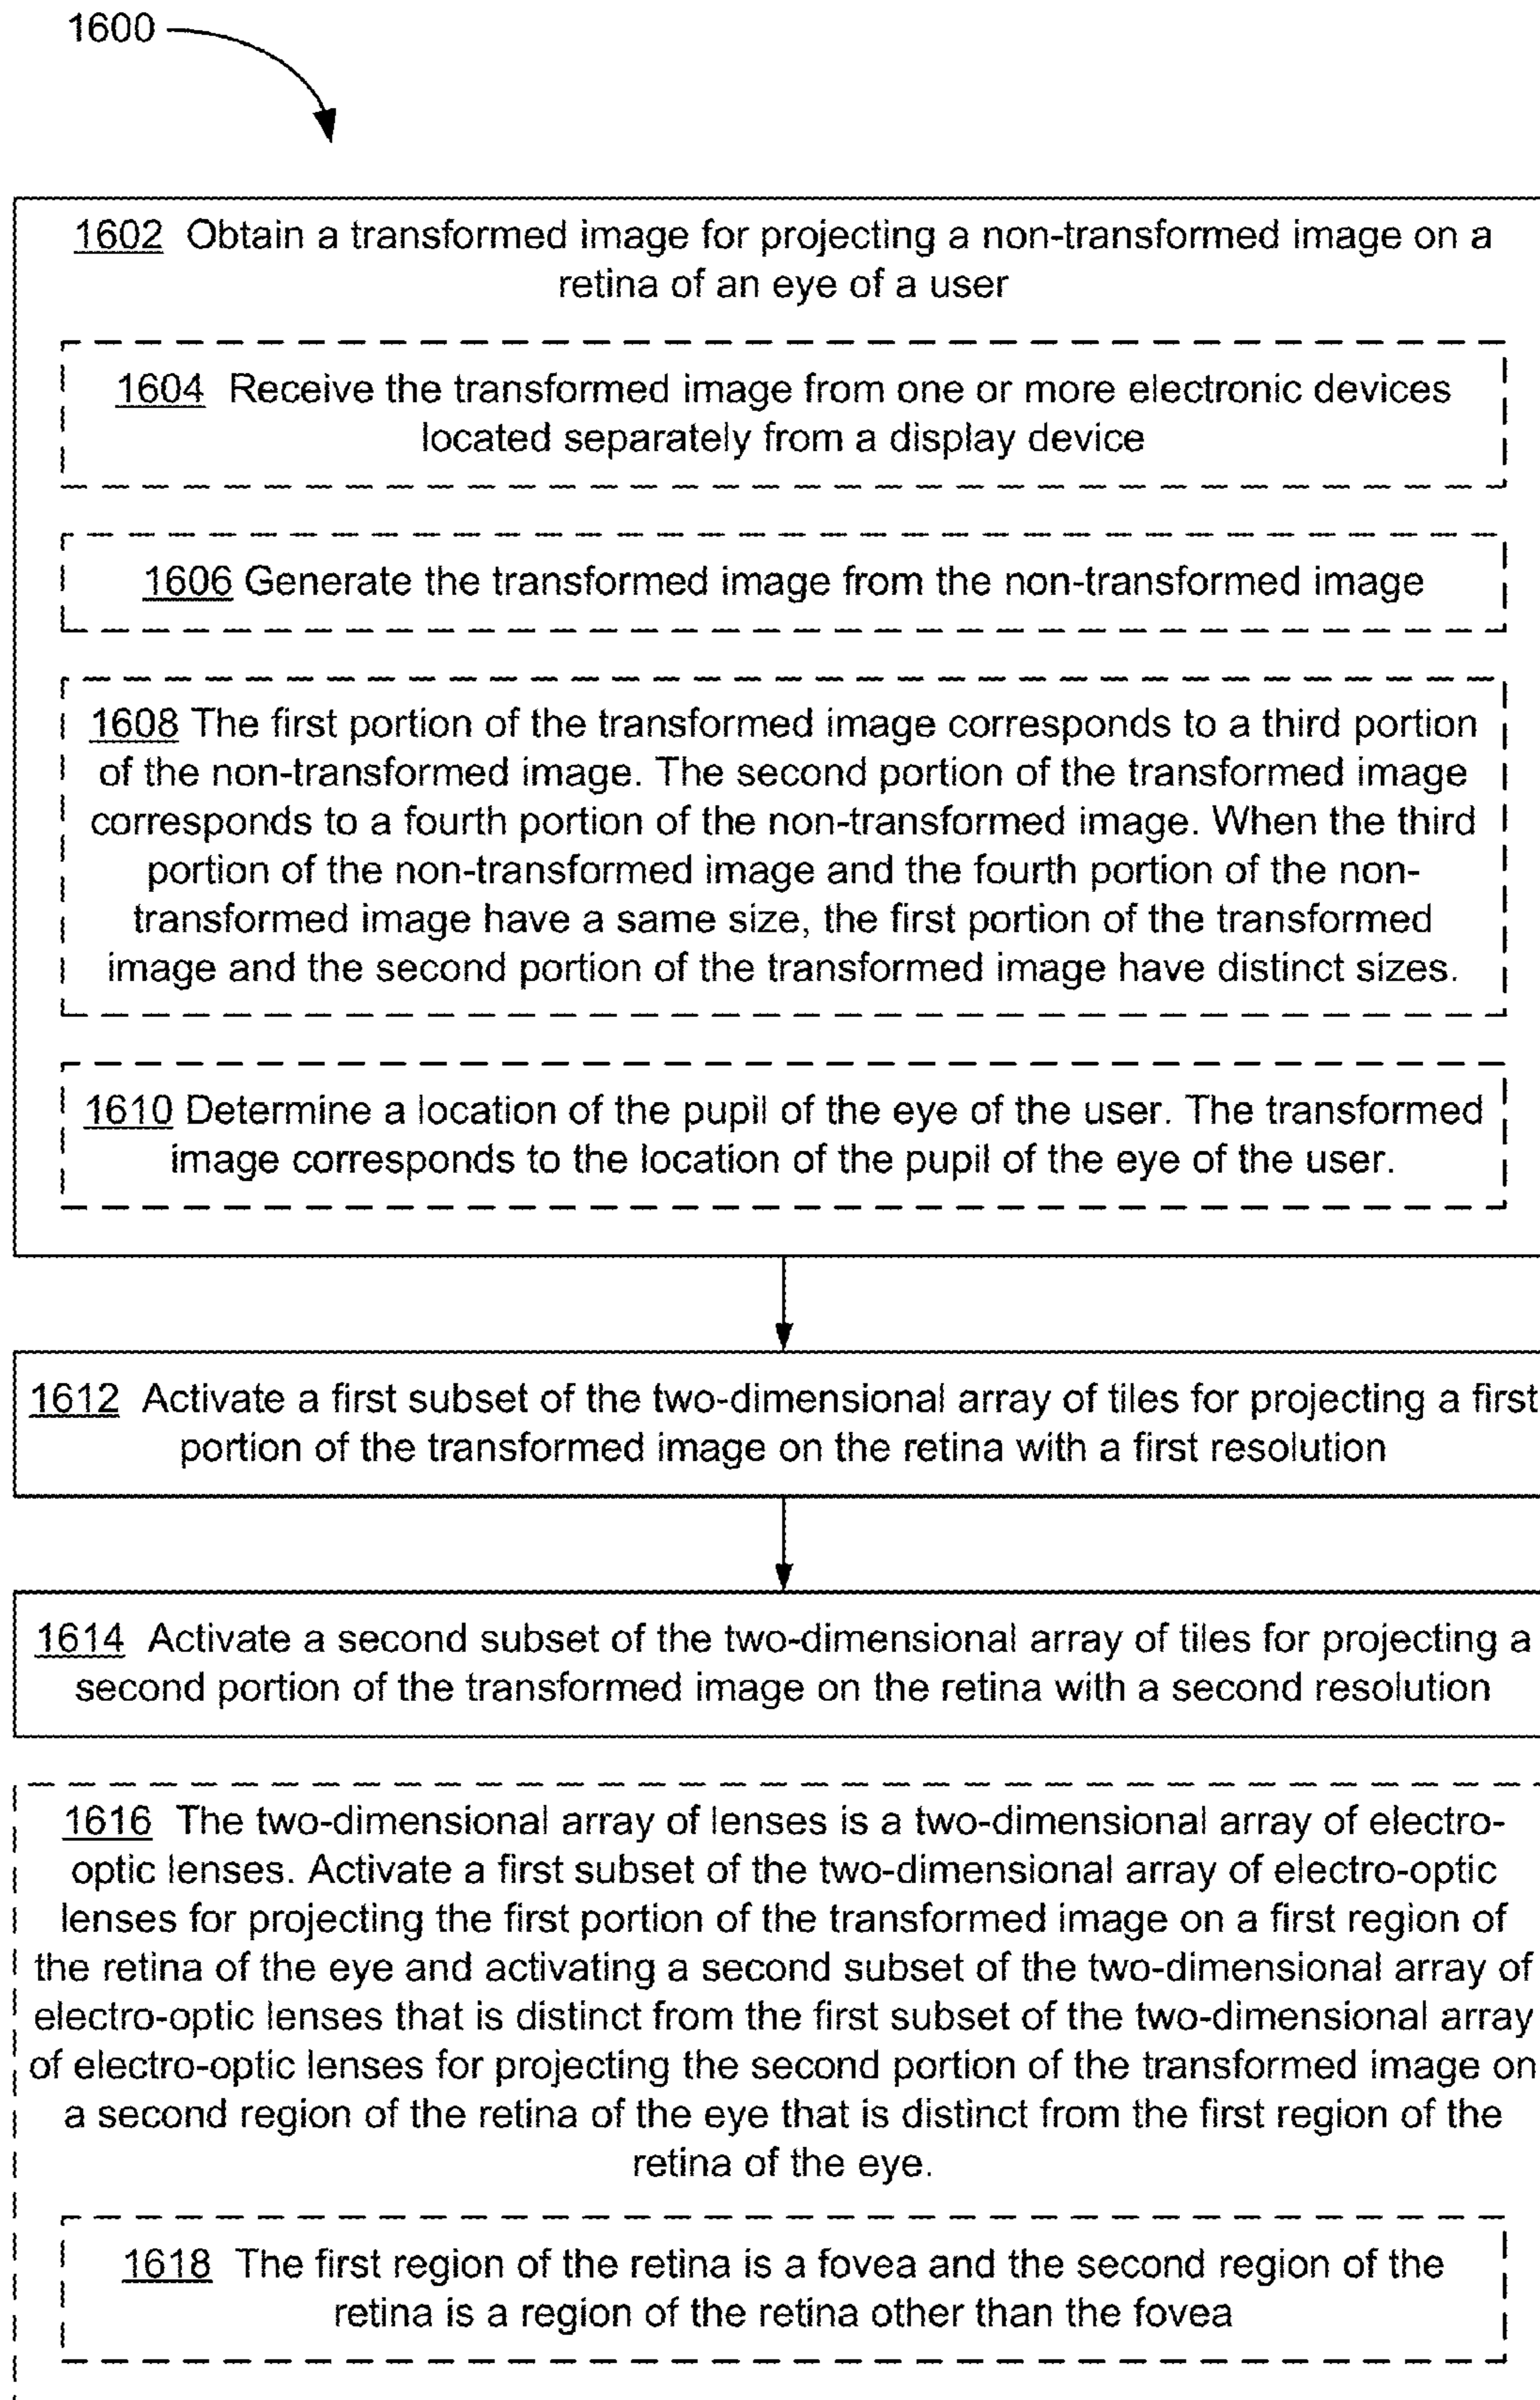 1600
1602 Obtain a transformed image for projecting a non-transformed image on a
retina of an eye of a user
1604 Receive the transformed image from one or more electronic devices
located separately from a display device
1606 Generate the transformed image from the non-transformed image
1608 The first portion of the transformed image corresponds to a third portion
of the non-transformed image. The second portion of the transformed image
corresponds to a fourth portion of the non-transformed image. When the third
portion of the non-transformed image and the fourth portion of the non-
transformed image have a same size, the first portion of the transformed
image and the second portion of the transformed image have distinct sizes.
1610 Determine a location of the pupil of the eye of the user. The transformed
image corresponds to the location of the pupil of the eye of the user.
1612 Activate a first subset of the two-dimensional array of tiles for projecting a first
portion of the transformed image on the retina with a first resolution
1614 Activate a second subset of the two-dimensional array of tiles for projecting a
second portion of the transformed image on the retina with a second resolution
1616 The two-dimensional array of lenses is a two-dimensional array of electro-
optic lenses. Activate a first subset of the two-dimensional array of electro-optic
lenses for projecting the first portion of the transformed image on a first region of
the retina of the eye and activating a second subset of the two-dimensional array of
electro-optic lenses that is distinct from the first subset of the two-dimensional array
of electro-optic lenses for projecting the second portion of the transformed image on
a second region of the retina of the eye that is distinct from the first region of the
retina of the eye.
1618 The first region of the retina is a fovea and the second region of the
retina is a region of the retina other than the fovea